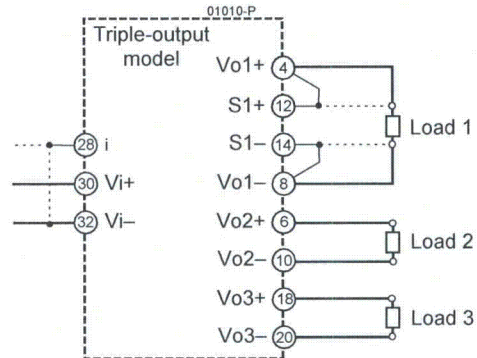 01010-P
Triple-output
model
Vo1+ 4
S1+ 12
Load 1
28 i
S1– 14
30 Vi+
Vo1– 8
32 Vi–
Vo2+ 6
Load 2
Vo2– 10
Vo3+ 18
Load 3
Vo3– 20